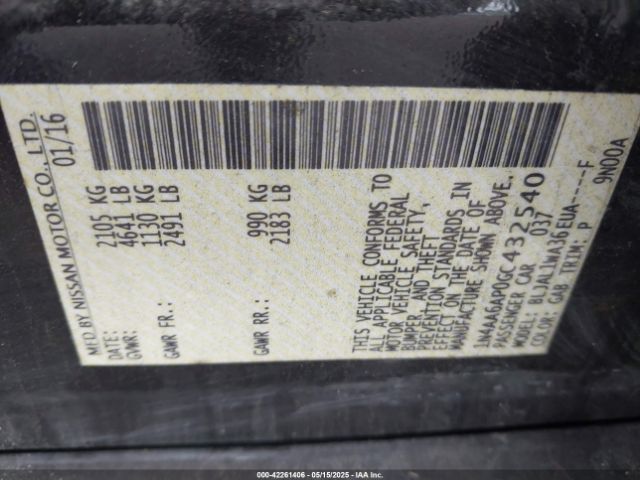 MFD. BY NISSAN MOTOR CO., LTD.
DATE: 01/16
GVWR: 2105 KG
4641 LB
GAWR FR.: 1130 KG
2491 LB
GAWR RR.: 990 KG
2183 LB
THIS VEHICLE CONFORMS TO
ALL APPLICABLE FEDERAL
MOTOR VEHICLE SAFETY,
BUMPER, AND THEFT
PREVENTION STANDARDS IN
EFFECT ON THE DATE OF
MANUFACTURE SHOWN ABOVE.
1N4AA6AP0GC432540
PASSENGER CAR 037
MODEL: BLJALIWA36EUA----F
COLOR: GAB TRIM: P 9N00A
000-42261406 - 05/15/2025 - IAAI.com